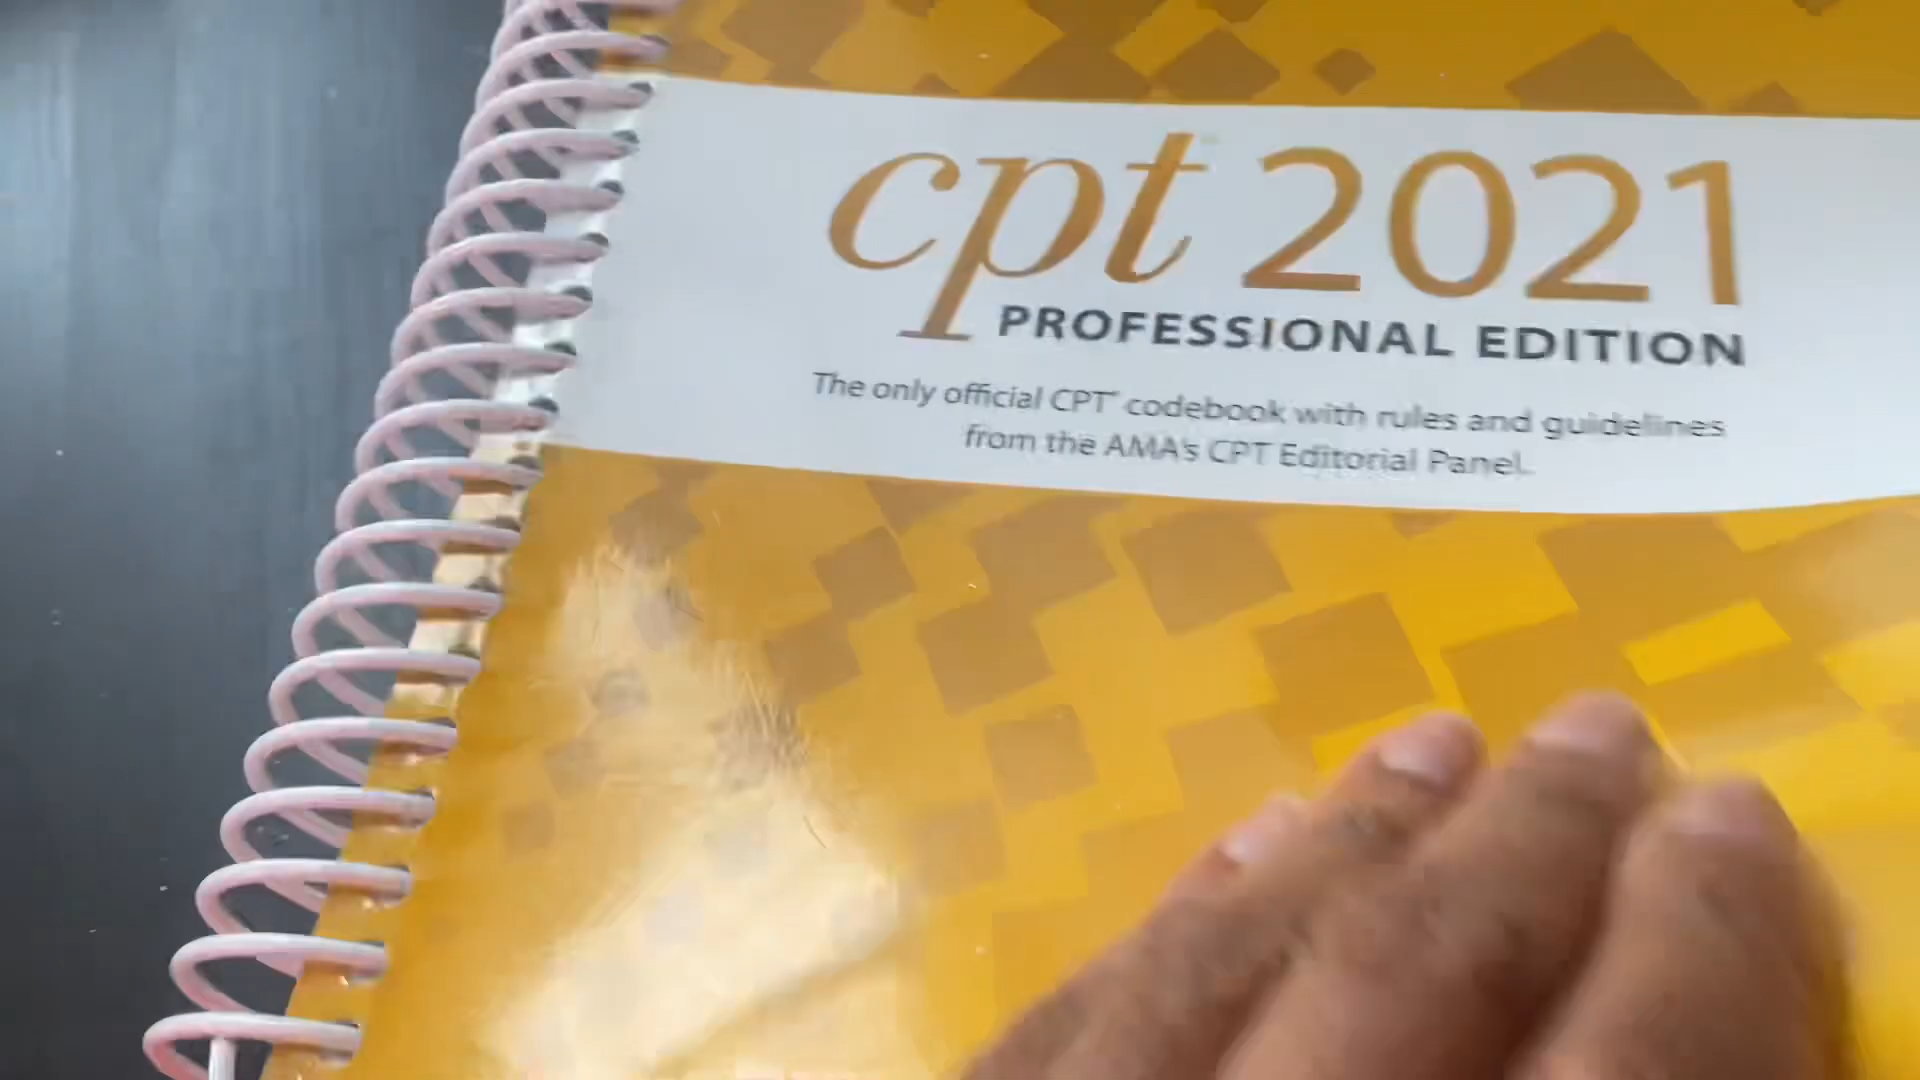 cpt® 2021
PROFESSIONAL EDITION
The only official CPT® codebook with rules and guidelines
from the AMA's CPT Editorial Panel.